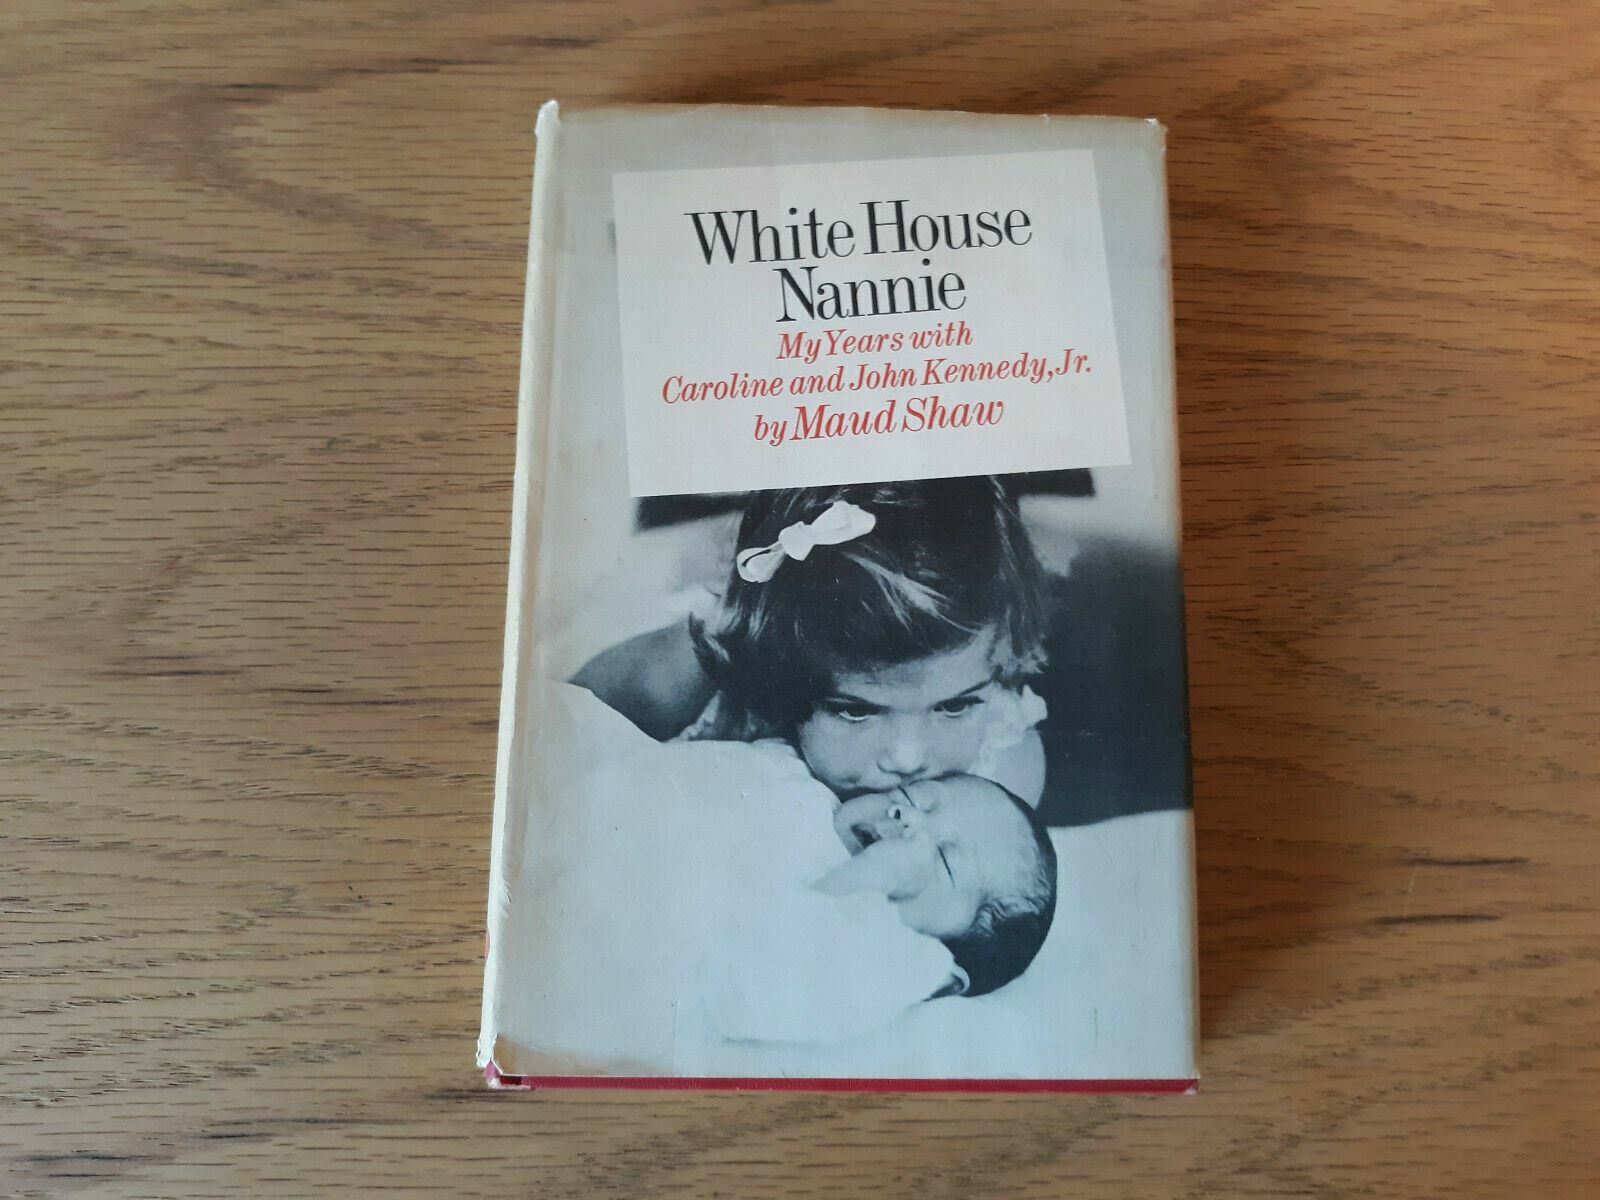 White House
Nannie
My Years with
Caroline and John Kennedy, Jr.
by Maud Shaw